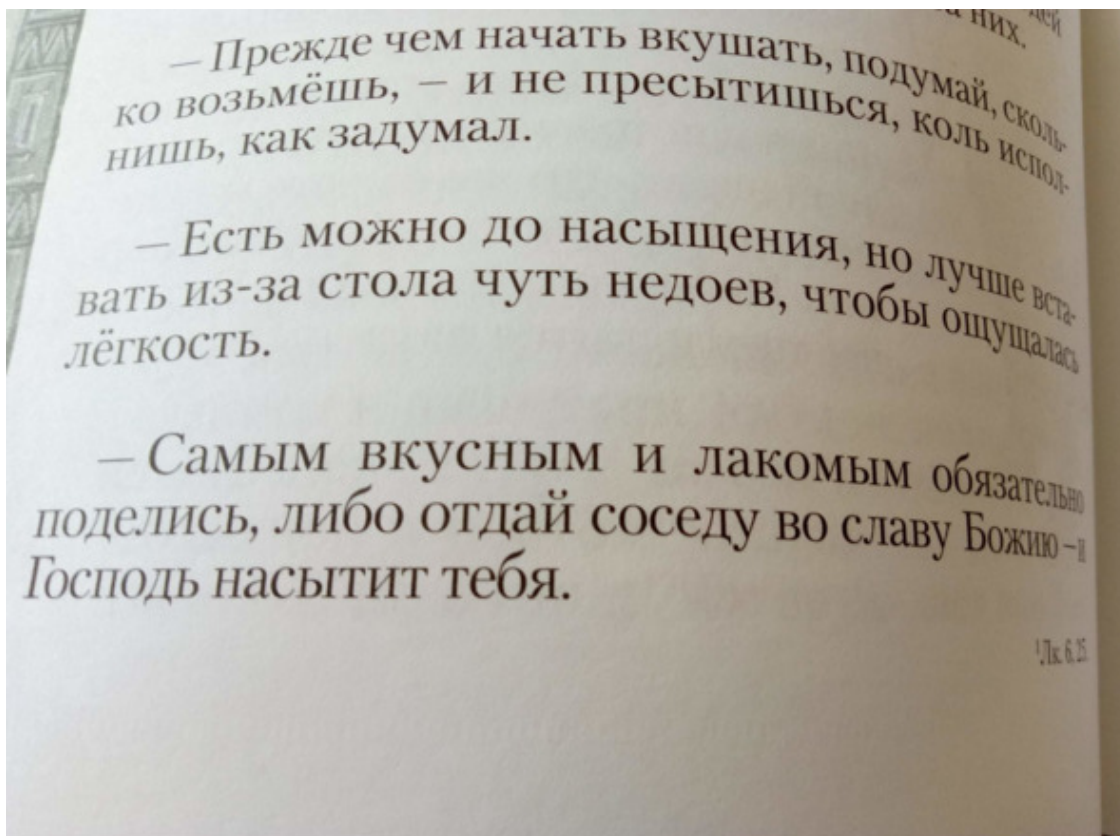 них.
— Прежде чем начать вкушать, подумай, сколь-
ко возьмёшь, – и не пресытишься, коль испол-
нишь, как задумал.
— Есть можно до насыщения, но лучше вста-
вать из-за стола чуть недоев, чтобы ощущалась
лёгкость.
— Самым вкусным и лакомым обязательно
поделись, либо отдай соседу во славу Божию – и
Господь насытит тебя.
¹Лк. 6, 25.